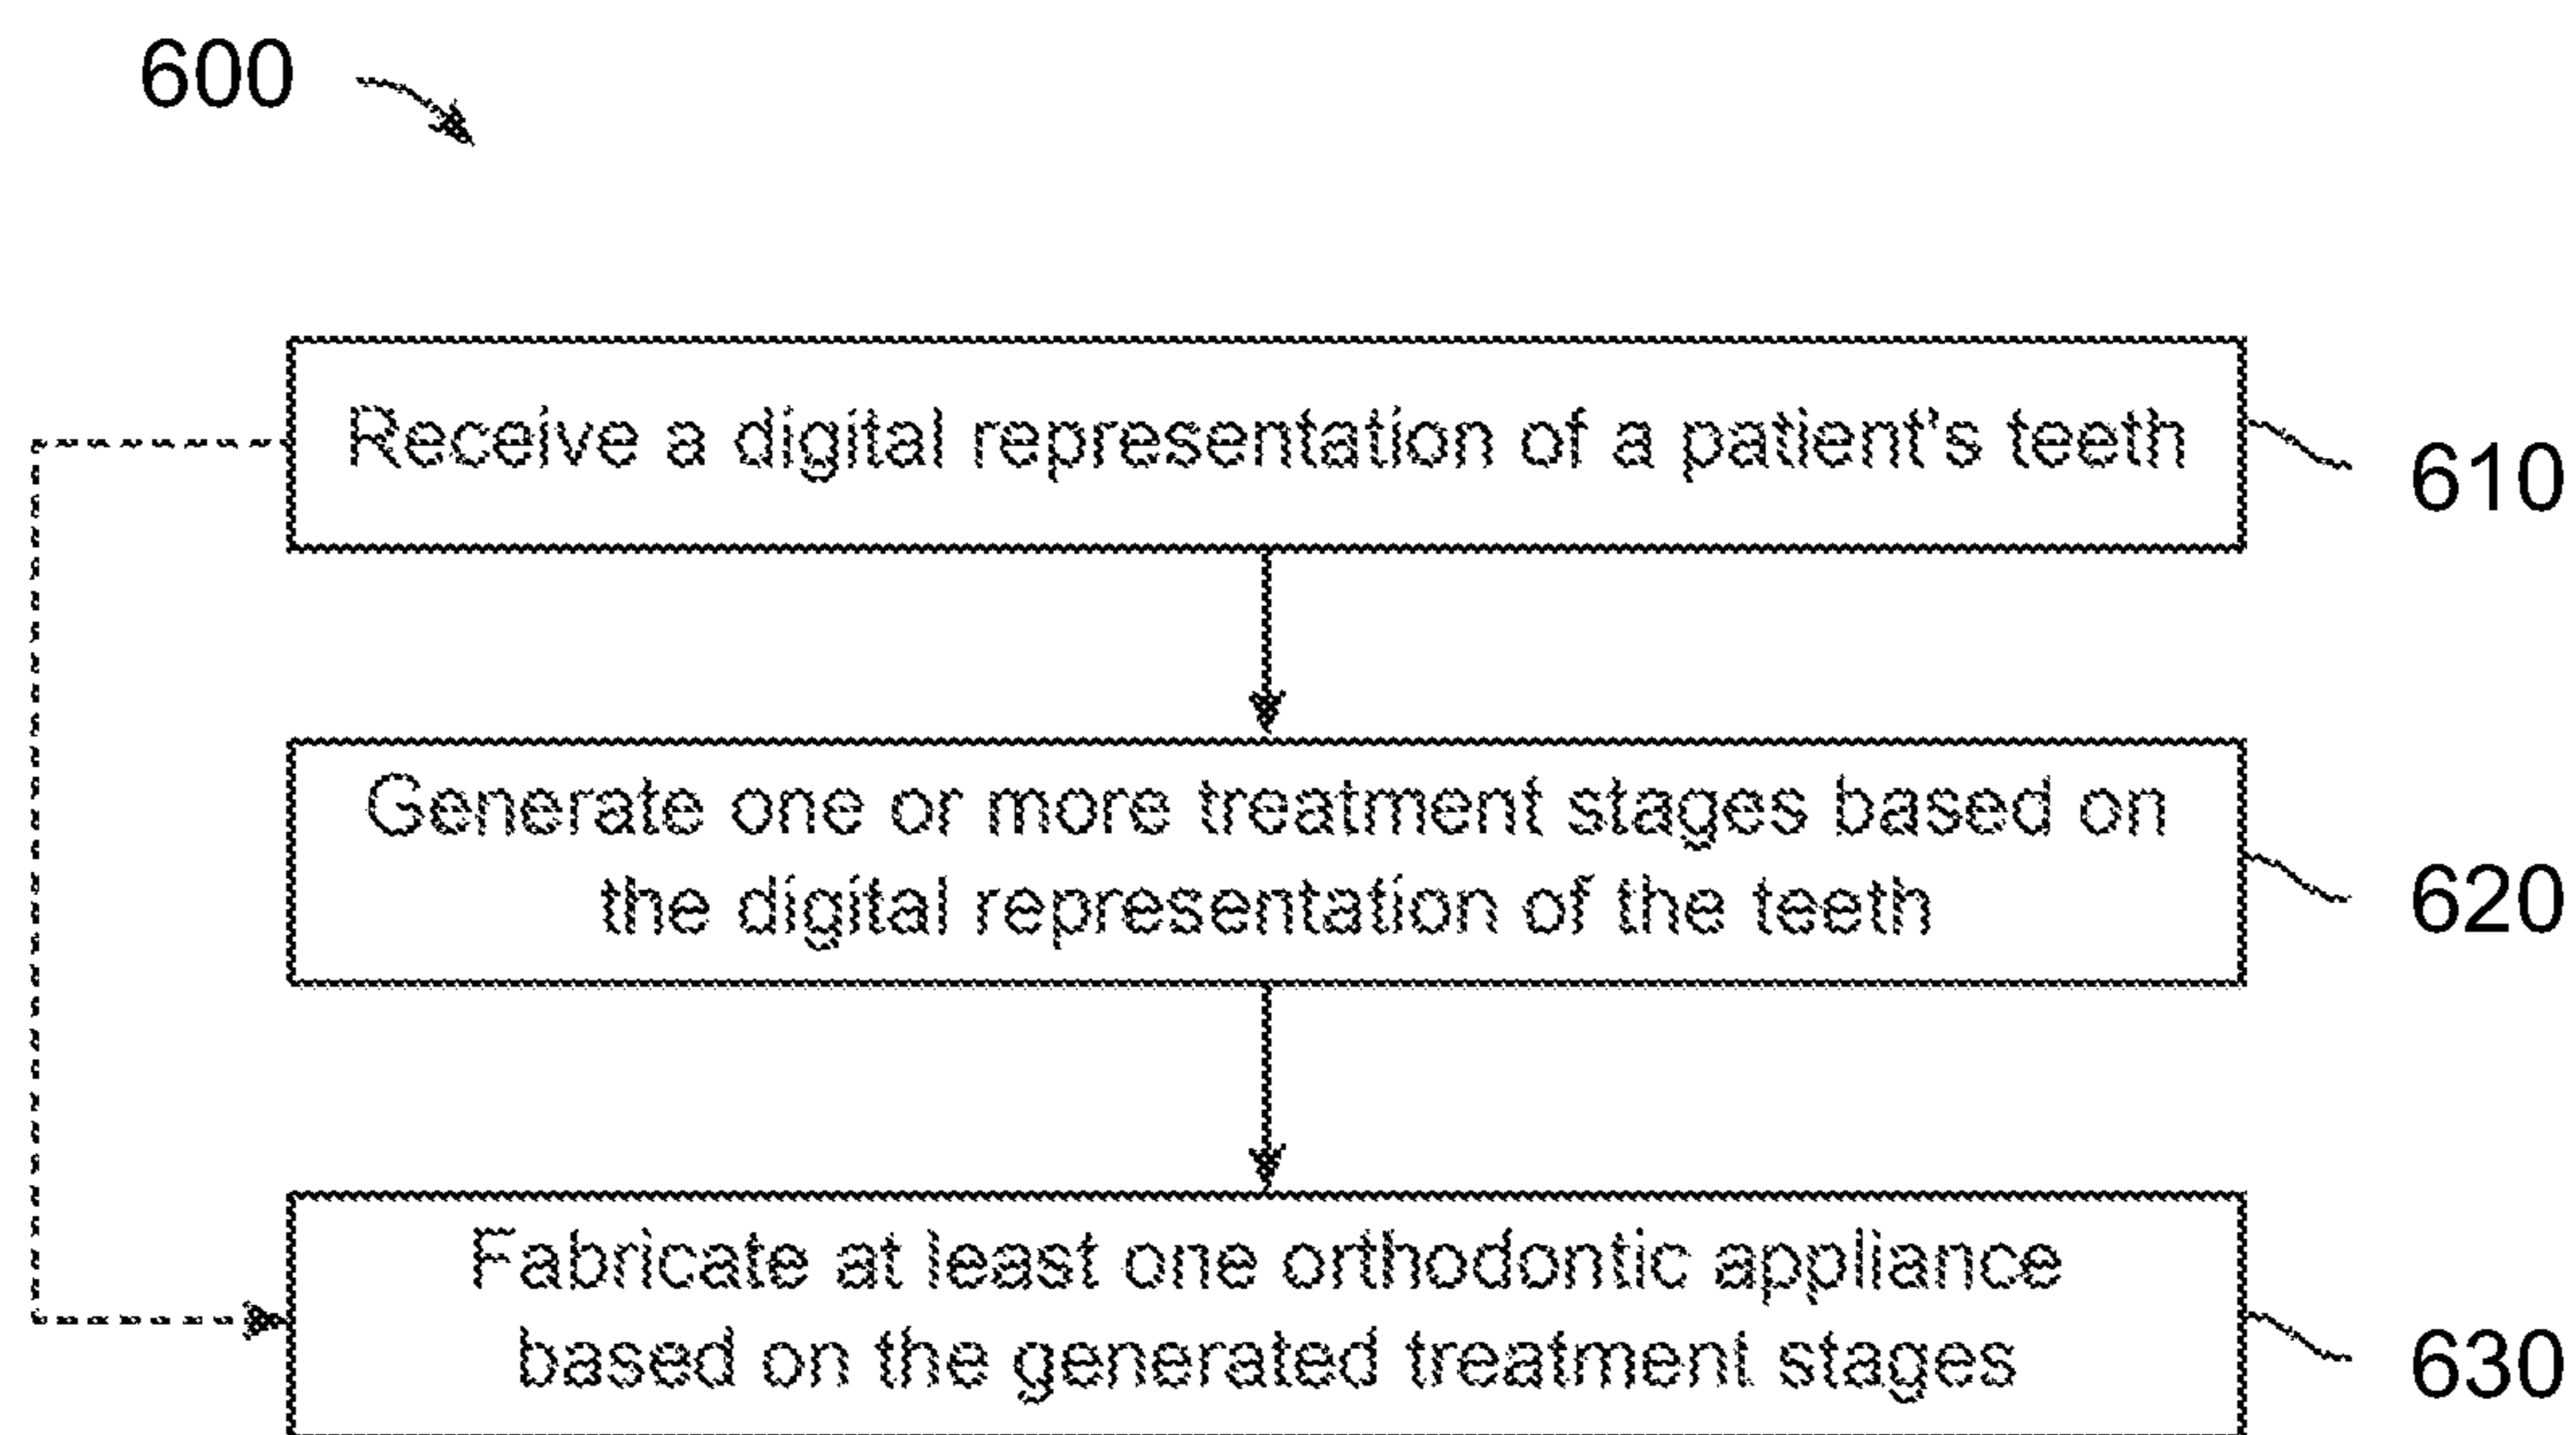 600
Receive a digital representation of a patient's teeth
610
Generate one or more treatment stages based on
the digital representation of the teeth
620
Fabricate at least one orthodontic appliance
based on the generated treatment stages
630